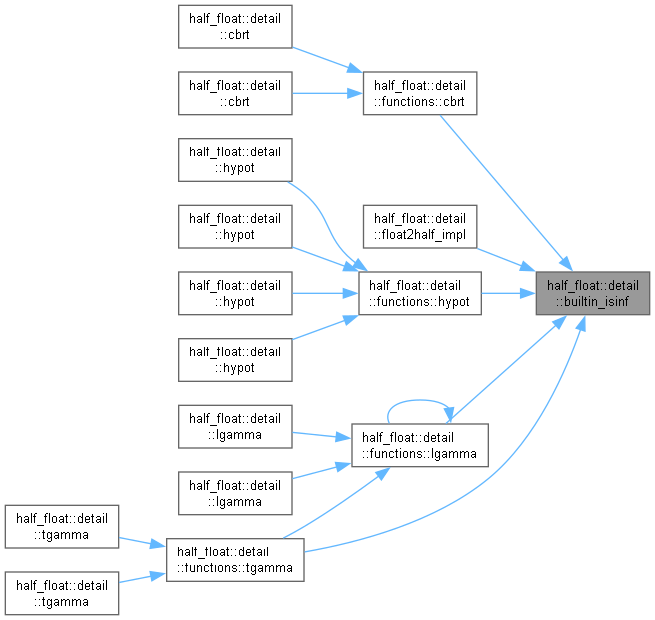 half_float::detail
::cbrt
half_float::detail
::cbrt
half_float::detail
::functions::cbrt
half_float::detail
::hypot
half_float::detail
::hypot
half_float::detail
::float2half_impl
half_float::detail
::hypot
half_float::detail
::functions::hypot
half_float::detail
::builtin_isinf
half_float::detail
::hypot
half_float::detail
::lgamma
half_float::detail
::functions::lgamma
half_float::detail
::lgamma
half_float::detail
::tgamma
half_float::detail
::functions::tgamma
half_float::detail
::tgamma